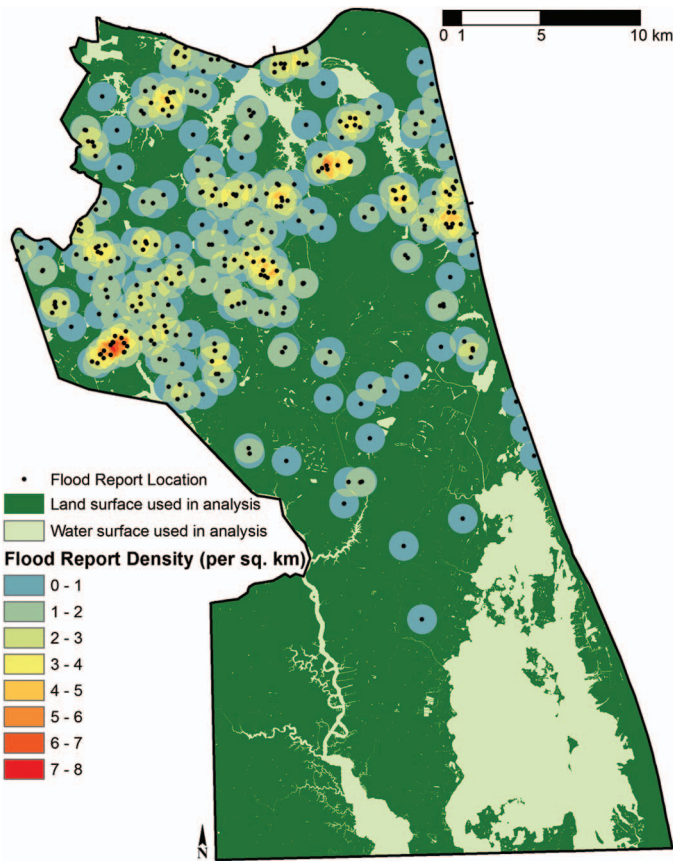 0 1 5 10 km
Flood Report Location
Land surface used in analysis
Water surface used in analysis
Flood Report Density (per sq. km)
0 - 1
1 - 2
2 - 3
3 - 4
4 - 5
5 - 6
6 - 7
7 - 8
N